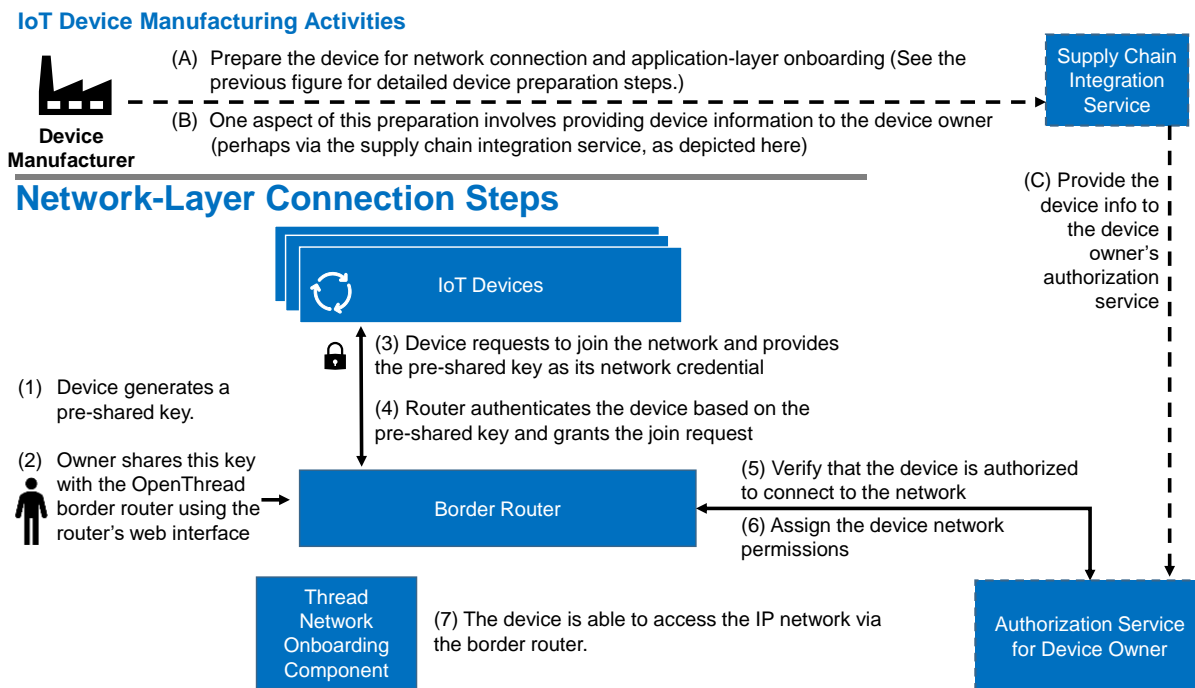 IoT Device Manufacturing Activities
(A) Prepare the device for network connection and application-layer onboarding (See the
previous figure for detailed device preparation steps.)
(B) One aspect of this preparation involves providing device information to the device owner
(perhaps via the supply chain integration service, as depicted here)
Device
Manufacturer
Supply Chain
Integration
Service
(C) Provide the
device info to
the device
owner's
authorization
service
Network-Layer Connection Steps
IoT Devices
(3) Device requests to join the network and provides
the pre-shared key as its network credential
(1) Device generates a
pre-shared key.
(4) Router authenticates the device based on the
pre-shared key and grants the join request
(2) Owner shares this key
with the OpenThread
border router using the
router's web interface
Border Router
(5) Verify that the device is authorized
to connect to the network
(6) Assign the device network
permissions
Thread
Network
Onboarding
Component
(7) The device is able to access the IP network via
the border router.
Authorization Service
for Device Owner